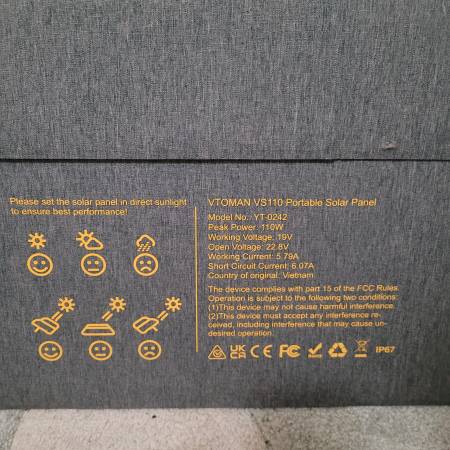 Please set the solar panel in direct sunlight
to ensure best performance!
VTOMAN VS110 Portable Solar Panel
Model No.: YT-0242
Peak Power: 110W
Working Voltage: 19V
Open Voltage: 22.8V
Working Current: 5.79A
Short Circuit Current: 6.07A
Country of original: Vietnam
The device complies with part 15 of the FCC Rules.
Operation is subject to the following two conditions:
(1)This device may not cause harmful interference.
(2)This device must accept any interference re-
ceived, including interference that may cause un-
desired operation.
UK CA CE FC IP67